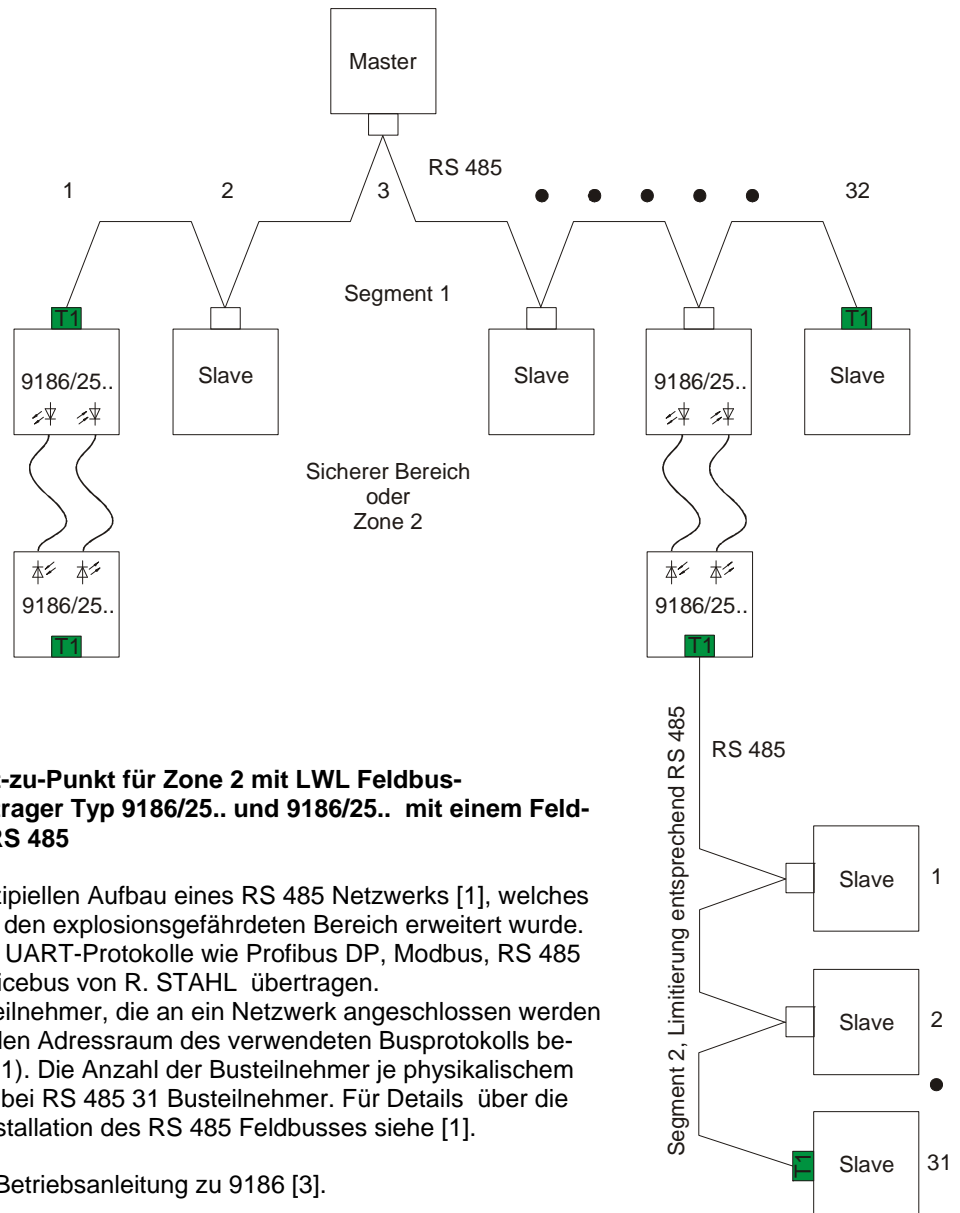 Master
RS 485
1 2 3 32
Segment 1
T1 T1
9186/25.. Slave Slave 9186/25.. Slave
Sicherer Bereich
oder
Zone 2
9186/25.. 9186/25..
T1 T1
RS 485
Segment 2, Limitierung entsprechend RS 485
-zu-Punkt für Zone 2 mit LWL Feldbus-
rager Typ 9186/25.. und 9186/25.. mit einem Feld-
RS 485
zipiellen Aufbau eines RS 485 Netzwerks [1], welches
den explosionsgefährdeten Bereich erweitert wurde.
UART-Protokolle wie Profibus DP, Modbus, RS 485
icebus von R. STAHL übertragen.
eilnehmer, die an ein Netzwerk angeschlossen werden
den Adressraum des verwendeten Busprotokolls be-
1). Die Anzahl der Busteilnehmer je physikalischem
bei RS 485 31 Busteilnehmer. Für Details über die
stallation des RS 485 Feldbusses siehe [1].
Betriebsanleitung zu 9186 [3].
Slave 1
Slave 2
T1 Slave 31